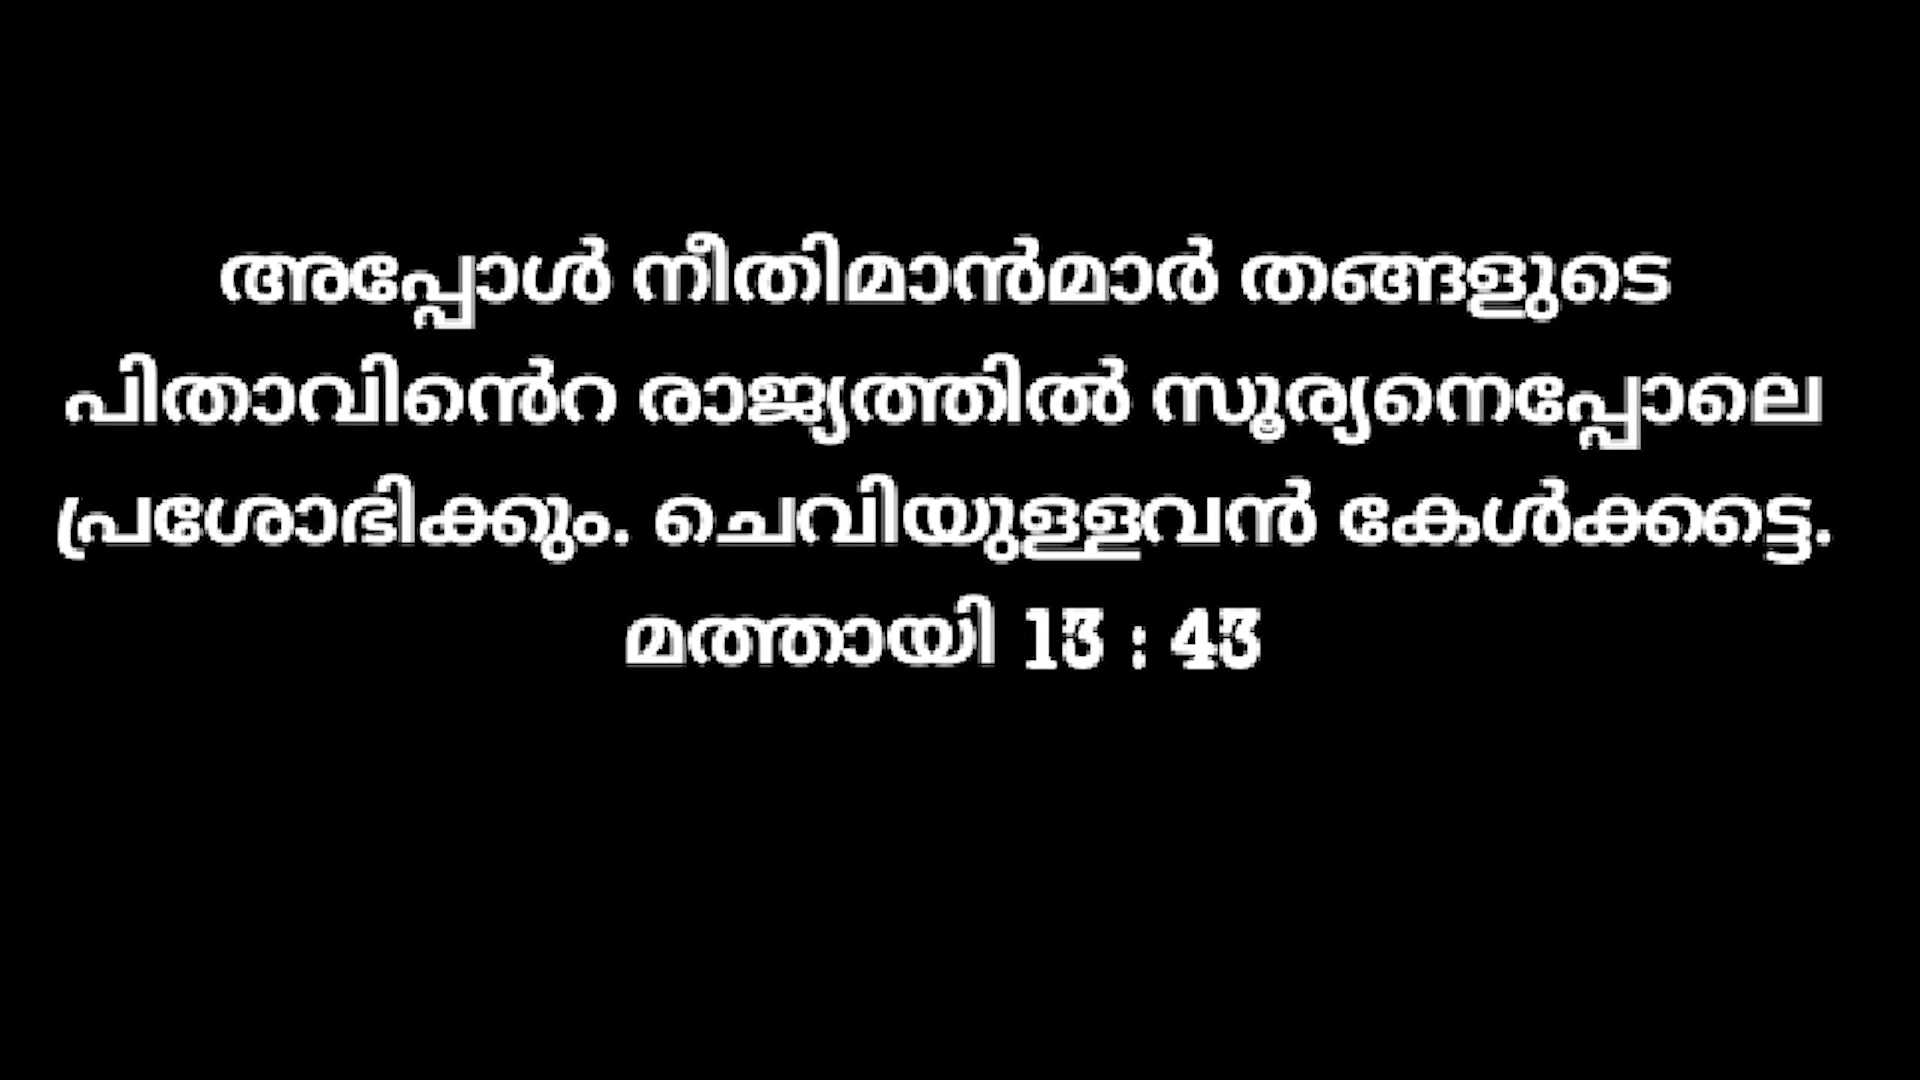 അപ്പോൾ നീതിമാൻമാർ തങ്ങളുടെ
പിതാവിൻെറ രാജ്യത്തിൽ സൂര്യനെപ്പോലെ
പ്രശോഭിക്കും. ചെവിയുള്ളവൻ കേൾക്കട്ടെ.
മത്തായി 13 : 43